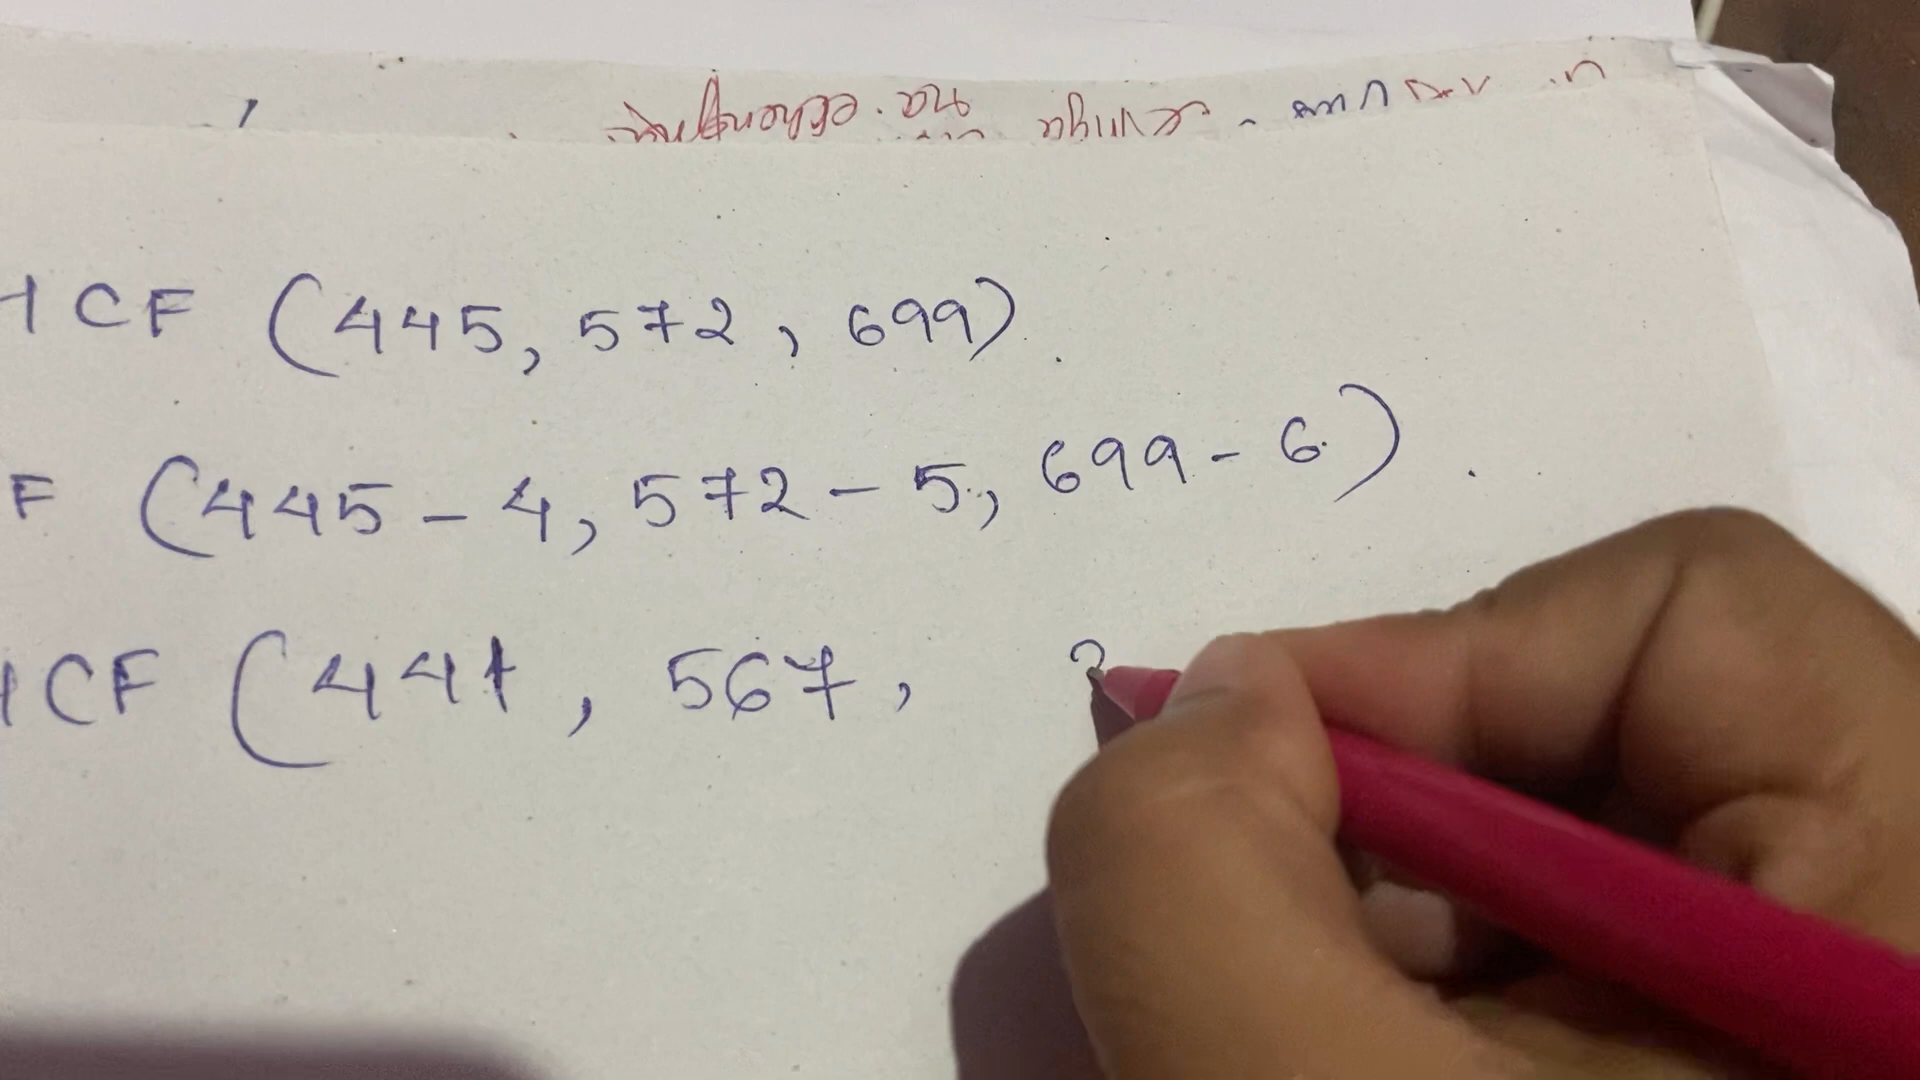 HCF (445, 572, 699)
F (445 - 4, 572 - 5, 699 - 6)
HCF (441, 567,